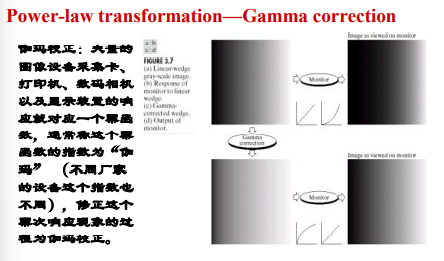 Power-law transformation—Gamma correction
伽玛校正：大量的
图像设备采集卡、
打印机、数码相机
以及显示装置的响
应就对应一个幂函
数，通常称这个幂
函数的指数为“伽
玛” （不同厂家
的设备这个指数也
不同），修正这个
幂次响应现象的过
程为伽玛校正。
a b
c d
FIGURE 3.7
(a) Linear-wedge
gray-scale image.
(b) Response of
monitor to linear
wedge.
(c) Gamma-
corrected wedge.
(d) Output of
monitor.
Image as viewed on monitor
Monitor
Gamma
correction
Image as viewed on monitor
Monitor